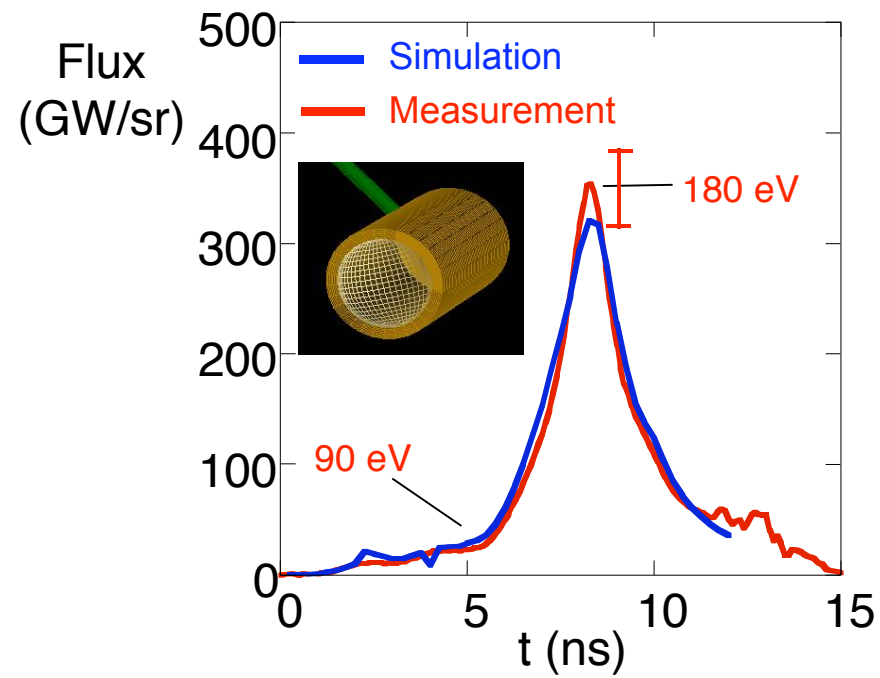 Flux
(GW/sr)
500
400
300
200
100
0
Simulation
Measurement
180 eV
90 eV
0
5
10
15
t (ns)